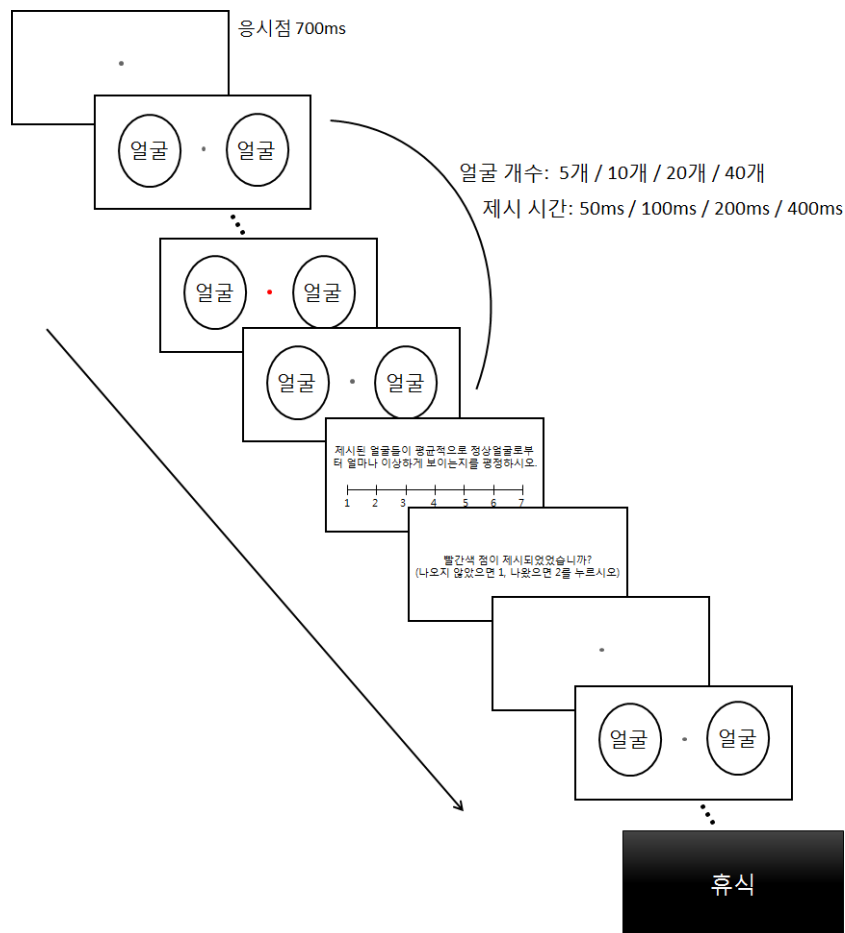 응시점 700ms
얼굴 얼굴
얼굴 개수: 5개 / 10개 / 20개 / 40개
제시 시간: 50ms / 100ms / 200ms / 400ms
얼굴 얼굴
얼굴 얼굴
제시된 얼굴들이 평균적으로 정상얼굴로부
터 얼마나 이상하게 보이는지를 평정하시오.
1 2 3 4 5 6 7
빨간색 점이 제시되었었습니까?
(나오지 않았으면 1, 나왔으면 2를 누르시오)
얼굴 얼굴
휴식